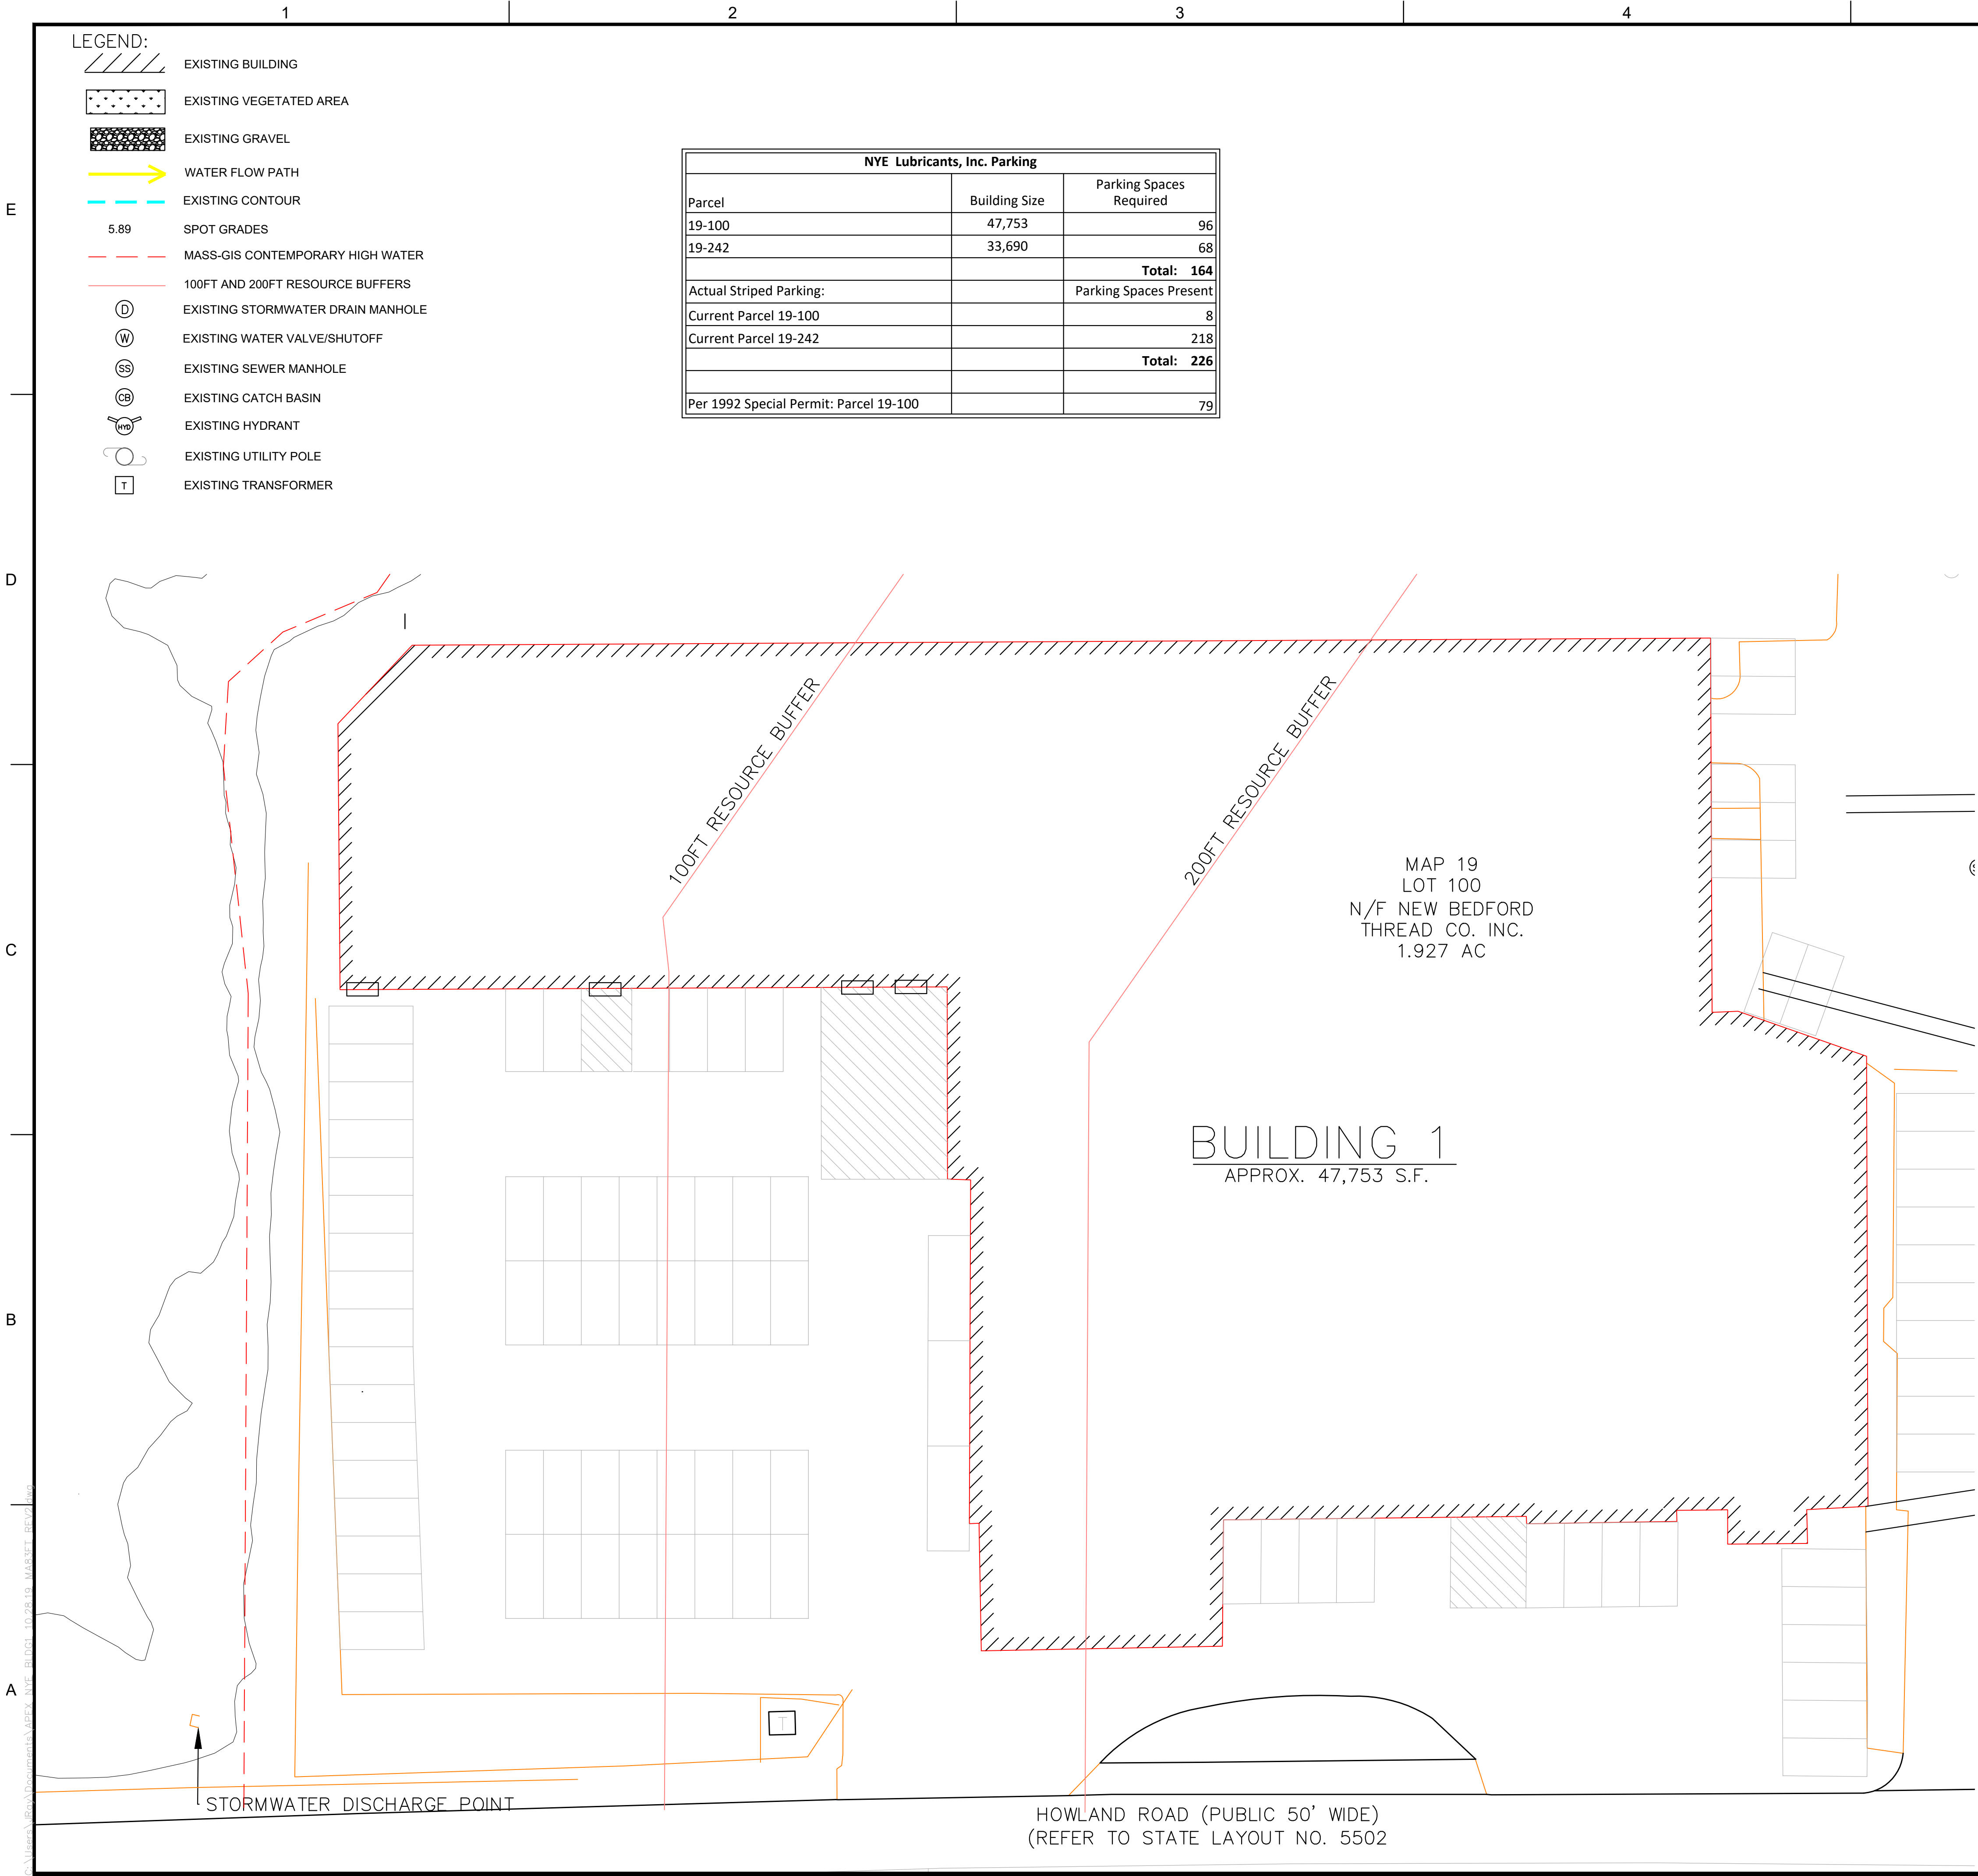 1 2 3 4
LEGEND:
EXISTING BUILDING
EXISTING VEGETATED AREA
EXISTING GRAVEL
WATER FLOW PATH
EXISTING CONTOUR
5.89 SPOT GRADES
MASS-GIS CONTEMPORARY HIGH WATER
100FT AND 200FT RESOURCE BUFFERS
D EXISTING STORMWATER DRAIN MANHOLE
W EXISTING WATER VALVE/SHUTOFF
SS EXISTING SEWER MANHOLE
CB EXISTING CATCH BASIN
HYD EXISTING HYDRANT
EXISTING UTILITY POLE
T EXISTING TRANSFORMER
NYE Lubricants, Inc. Parking
Parcel Building Size Parking Spaces
Required
19-100 47,753 96
19-242 33,690 68
Total: 164
Actual Striped Parking: Parking Spaces Present
Current Parcel 19-100 8
Current Parcel 19-242 218
Total: 226
Per 1992 Special Permit: Parcel 19-100 79
E
D
C
B
A
100FT RESOURCE BUFFER
200FT RESOURCE BUFFER
MAP 19
LOT 100
N/F NEW BEDFORD
THREAD CO. INC.
1.927 AC
BUILDING 1
APPROX. 47,753 S.F.
T
STORMWATER DISCHARGE POINT
HOWLAND ROAD (PUBLIC 50' WIDE)
(REFER TO STATE LAYOUT NO. 5502